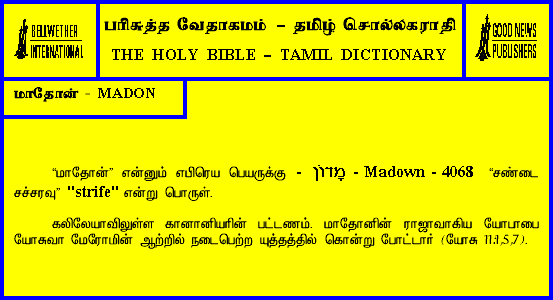 BELLWETHER
INTERNATIONAL
பரிசுத்த வேதாகமம் – தமிழ் சொல்லகராதி
THE HOLY BIBLE – TAMIL DICTIONARY
GOOD NEWS
PUBLISHERS
மாதோன் - MADON
“மாதோன்” என்னும் எபிரெய பெயருக்கு - מָדוֹן - Madown - 4068 “சண்டை
சச்சரவு” "strife" என்று பொருள்.
கலிலேயாவிலுள்ள கானானியரின் பட்டணம். மாதோனின் ராஜாவாகிய யோபாபை
யோசுவா மேரோமின் ஆற்றில் நடைபெற்ற யுத்தத்தில் கொன்று போட்டார் (யோசு 11:1,5,7).